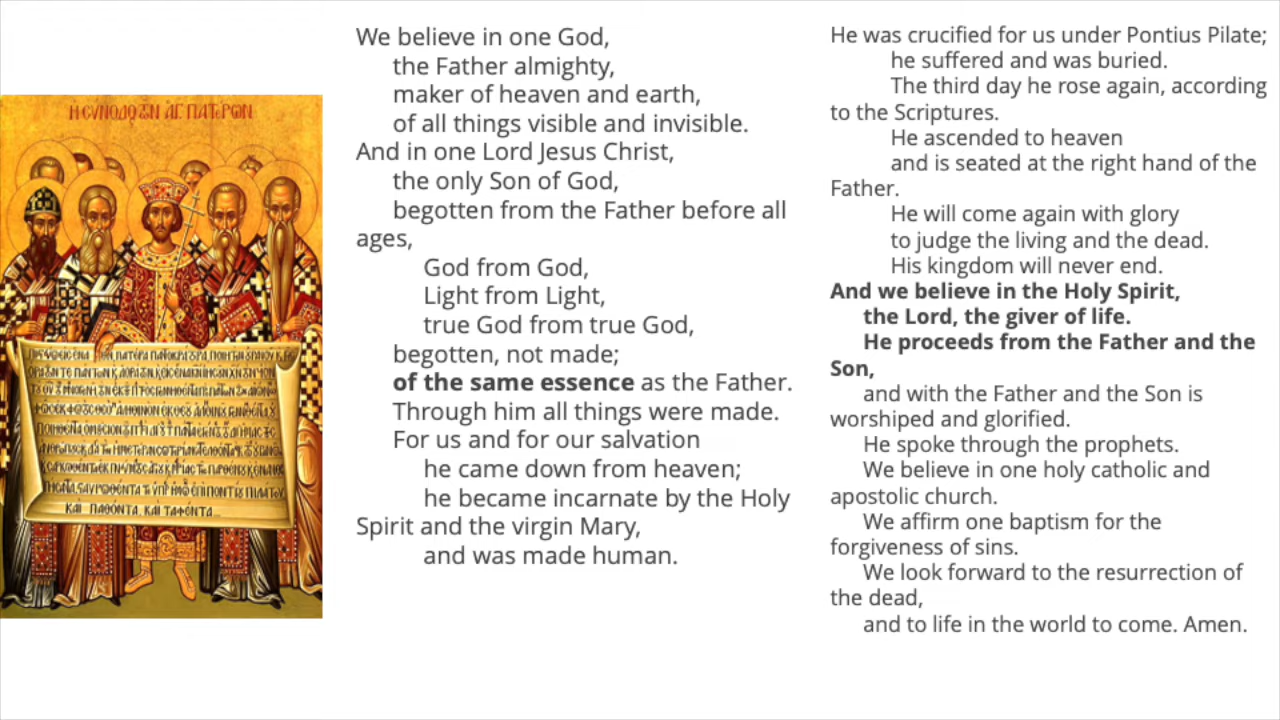 Ἡ CΥΝΟΔΟC ΤΩΝ ἉΓ. ΠΑΤΕΡΩΝ
We believe in one God,
the Father almighty,
maker of heaven and earth,
of all things visible and invisible.
And in one Lord Jesus Christ,
the only Son of God,
begotten from the Father before all
ages,
God from God,
Light from Light,
true God from true God,
begotten, not made;
of the same essence as the Father.
Through him all things were made.
For us and for our salvation
he came down from heaven;
he became incarnate by the Holy
Spirit and the virgin Mary,
and was made human.
He was crucified for us under Pontius Pilate;
he suffered and was buried.
The third day he rose again, according
to the Scriptures.
He ascended to heaven
and is seated at the right hand of the
Father.
He will come again with glory
to judge the living and the dead.
His kingdom will never end.
And we believe in the Holy Spirit,
the Lord, the giver of life.
He proceeds from the Father and the
Son,
and with the Father and the Son is
worshiped and glorified.
He spoke through the prophets.
We believe in one holy catholic and
apostolic church.
We affirm one baptism for the
forgiveness of sins.
We look forward to the resurrection of
the dead,
and to life in the world to come. Amen.
ΚΑῚ ΠΑΘΌΝΤΑ, ΚΑῚ ΤΑΦΈΝΤΑ...